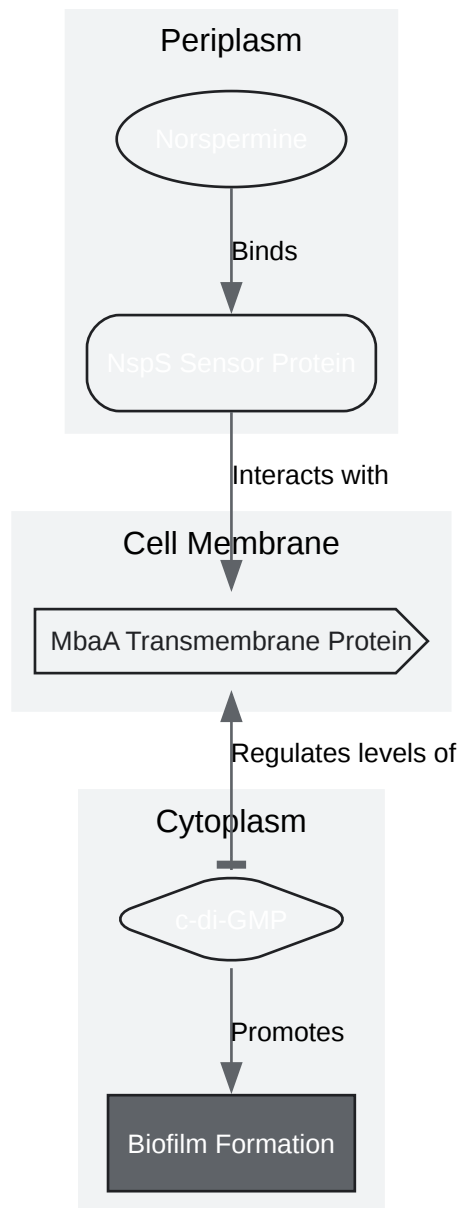 Periplasm
Norspermine
Binds
NspS Sensor Protein
Interacts with
Cell Membrane
MbaA Transmembrane Protein
Regulates levels of
Cytoplasm
c-di-GMP
Promotes
Biofilm Formation